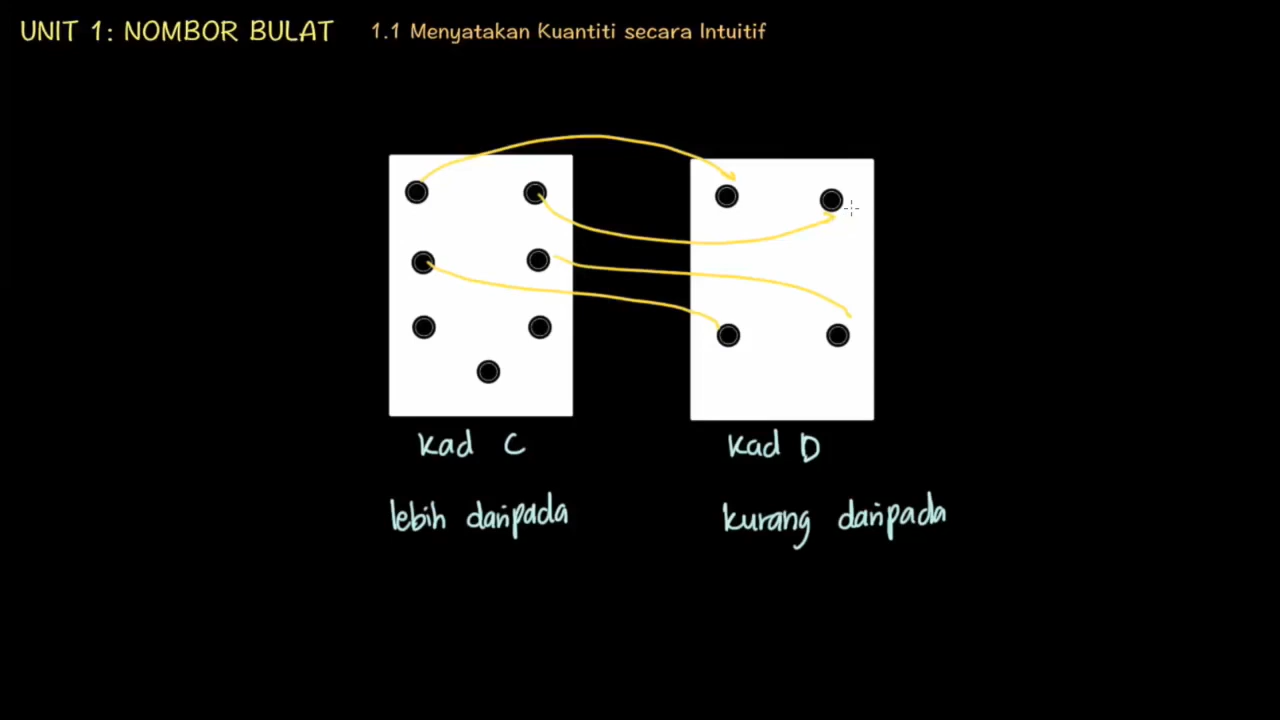 UNIT 1: NOMBOR BULAT 1.1 Menyatakan Kuantiti secara Intuitif
Kad C Kad D
lebih daripada kurang daripada